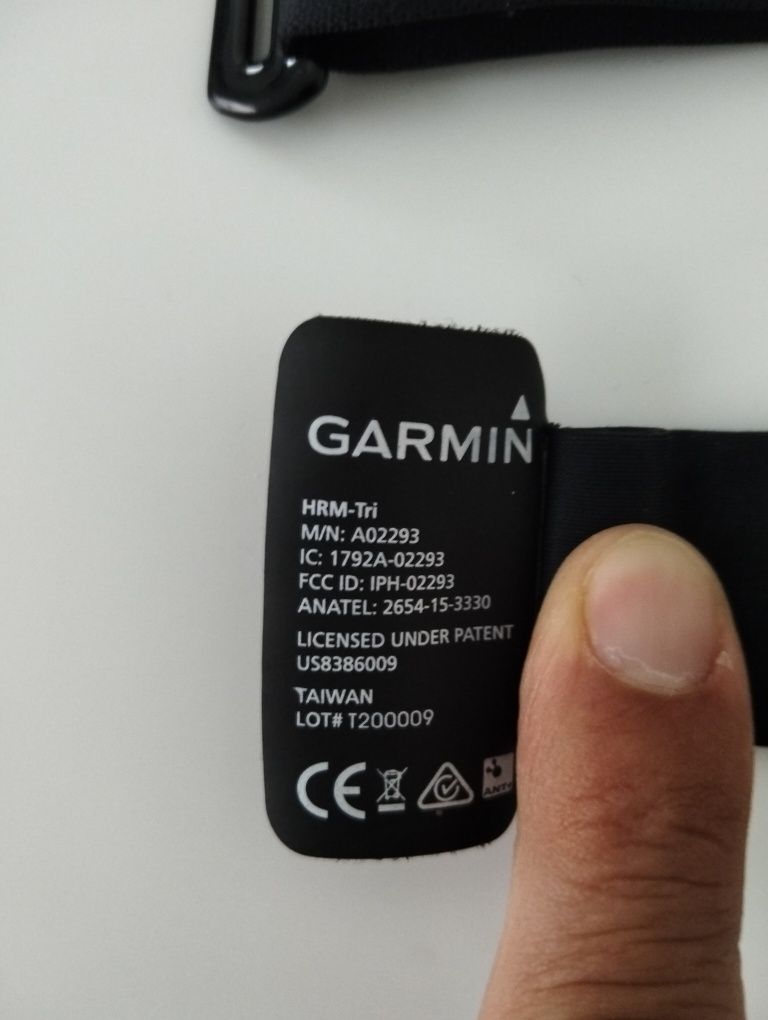 GARMIN
HRM-Tri
M/N: A02293
IC: 1792A-02293
FCC ID: IPH-02293
ANATEL: 2654-15-3330
LICENSED UNDER PATENT
US8386009
TAIWAN
LOT# T200009
CE
ANT+